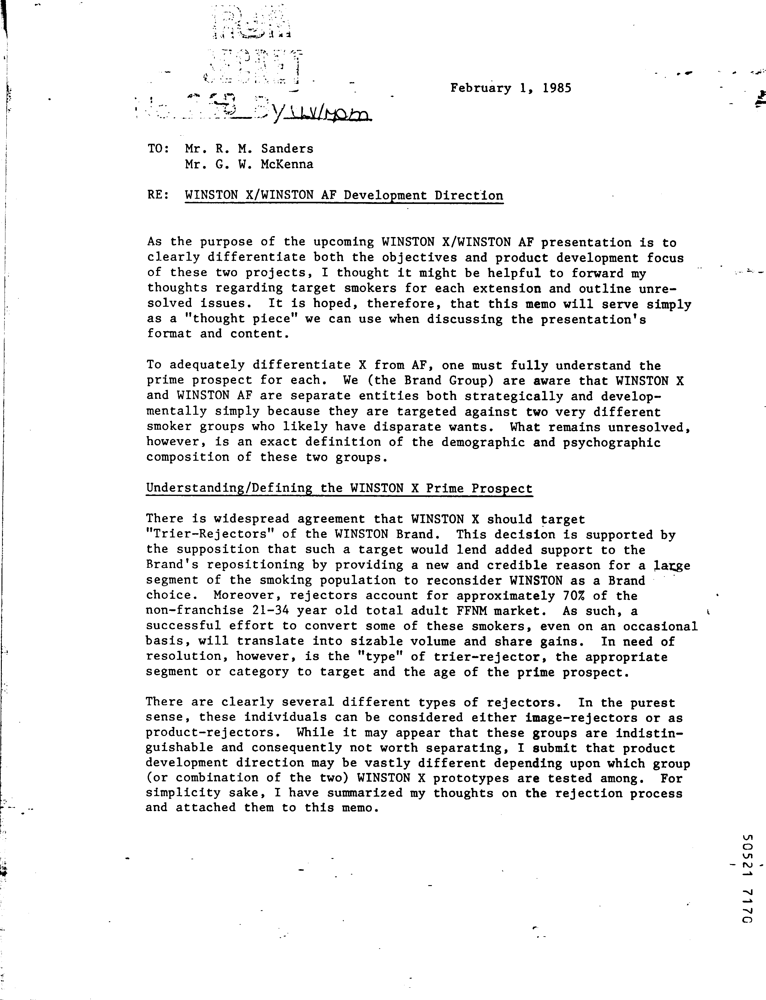 SECRET
February 1, 1985
No. By
TO: Mr. R. M. Sanders
Mr. G. W. McKenna
RE: WINSTON X/WINSTON AF Development Direction
As the purpose of the upcoming WINSTON X/WINSTON AF presentation is to
clearly differentiate both the objectives and product development focus
of these two projects, I thought it might be helpful to forward my
thoughts regarding target smokers for each extension and outline unre-
solved issues. It is hoped, therefore, that this memo will serve simply
as a "thought piece" we can use when discussing the presentation's
format and content.
To adequately differentiate X from AF, one must fully understand the
prime prospect for each. We (the Brand Group) are aware that WINSTON X
and WINSTON AF are separate entities both strategically and develop-
mentally simply because they are targeted against two very different
smoker groups who likely have disparate wants. What remains unresolved,
however, is an exact definition of the demographic and psychographic
composition of these two groups.
Understanding/Defining the WINSTON X Prime Prospect
There is widespread agreement that WINSTON X should target
"Trier-Rejectors" of the WINSTON Brand. This decision is supported by
the supposition that such a target would lend added support to the
Brand's repositioning by providing a new and credible reason for a large
segment of the smoking population to reconsider WINSTON as a Brand
choice. Moreover, rejectors account for approximately 70% of the
non-franchise 21-34 year old total adult FFNM market. As such, a
successful effort to convert some of these smokers, even on an occasional
basis, will translate into sizable volume and share gains. In need of
resolution, however, is the "type" of trier-rejector, the appropriate
segment or category to target and the age of the prime prospect.
There are clearly several different types of rejectors. In the purest
sense, these individuals can be considered either image-rejectors or as
product-rejectors. While it may appear that these groups are indistin-
guishable and consequently not worth separating, I submit that product
development direction may be vastly different depending upon which group
(or combination of the two) WINSTON X prototypes are tested among. For
simplicity sake, I have summarized my thoughts on the rejection process
and attached them to this memo.
50521 7170